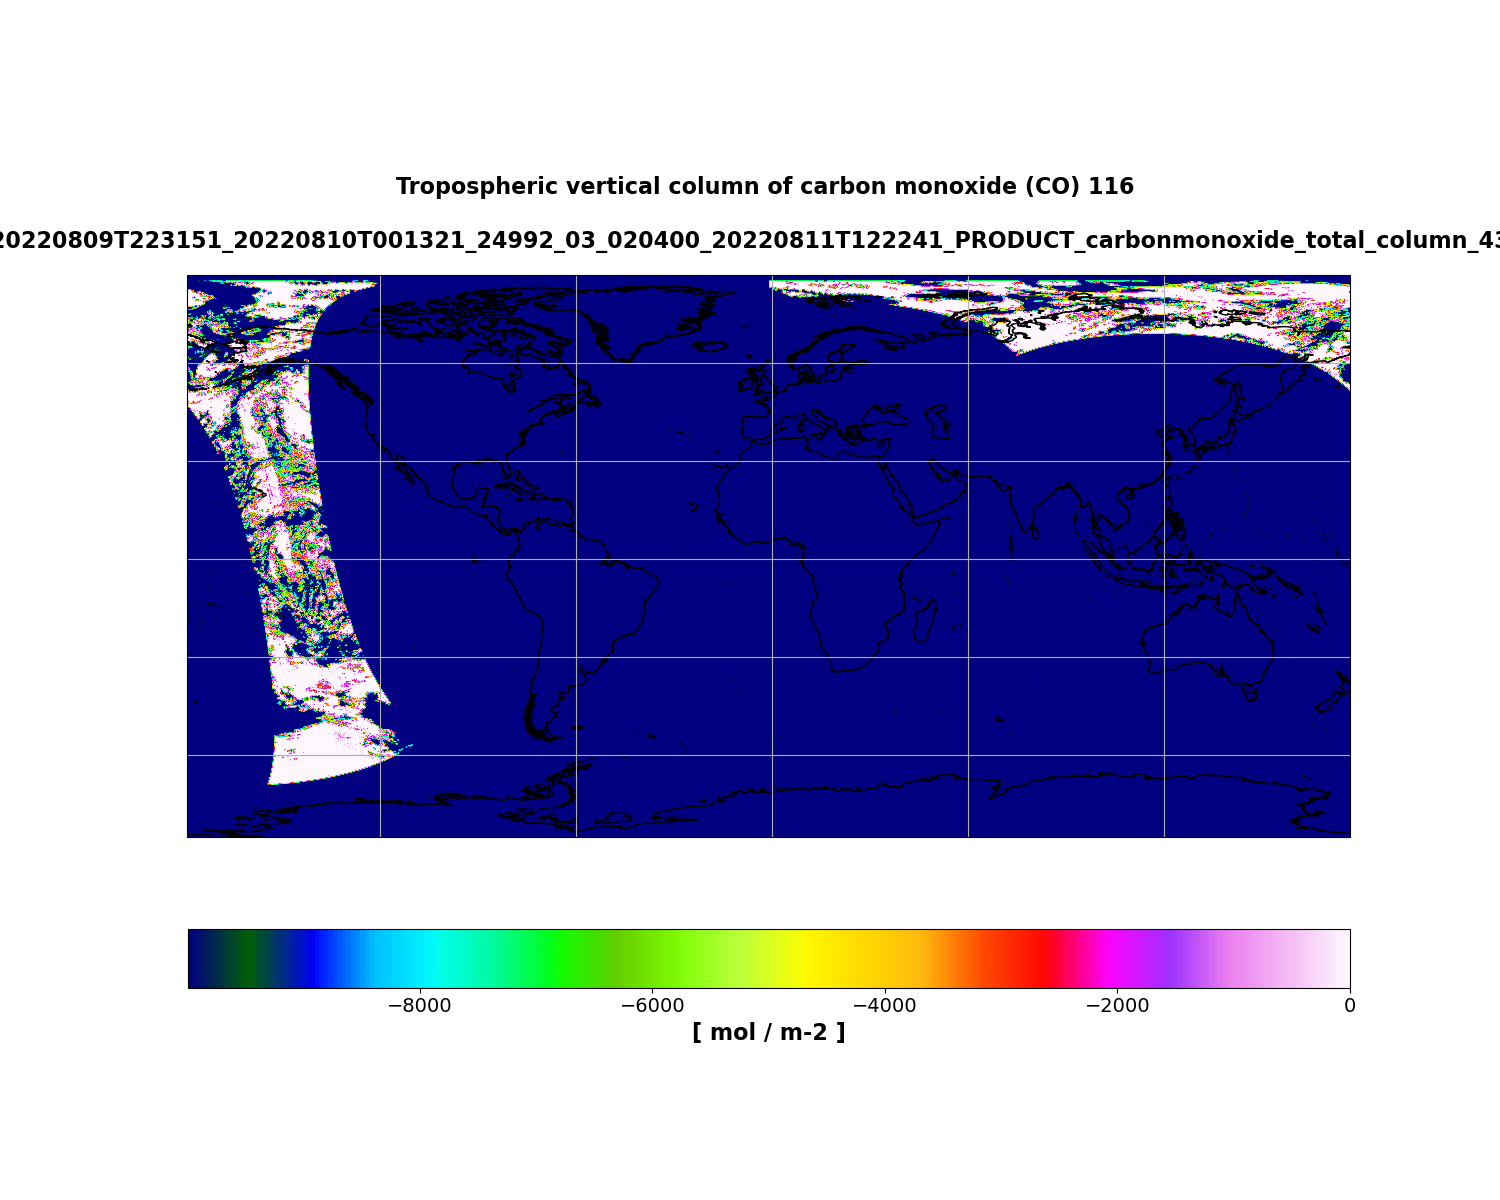 Tropospheric vertical column of carbon monoxide (CO) 116
20220809T223151_20220810T001321_24992_03_020400_20220811T122241_PRODUCT_carbonmonoxide_total_column_43
−8000 −6000 −4000 −2000 0
[ mol / m-2 ]